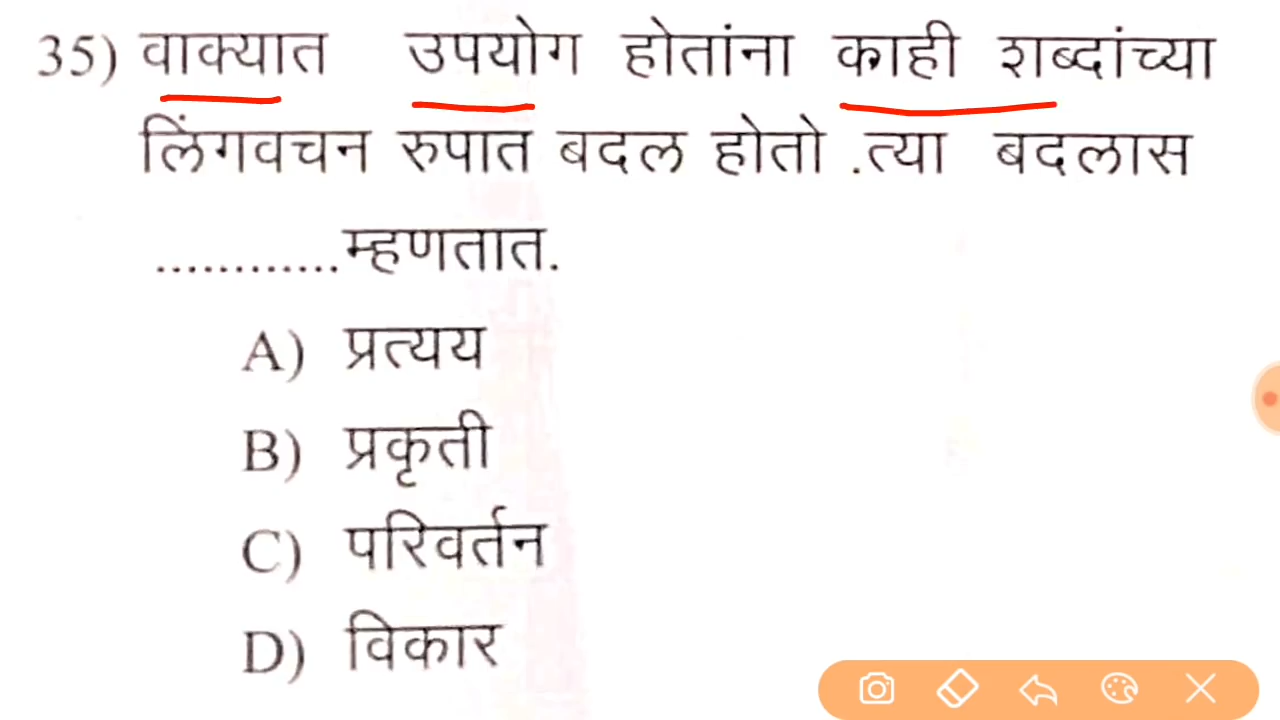 35) वाक्यात उपयोग होतांना काही शब्दांच्या
लिंगवचन रुपात बदल होतो .त्या बदलास
............म्हणतात.
A) प्रत्यय
B) प्रकृती
C) परिवर्तन
D) विकार